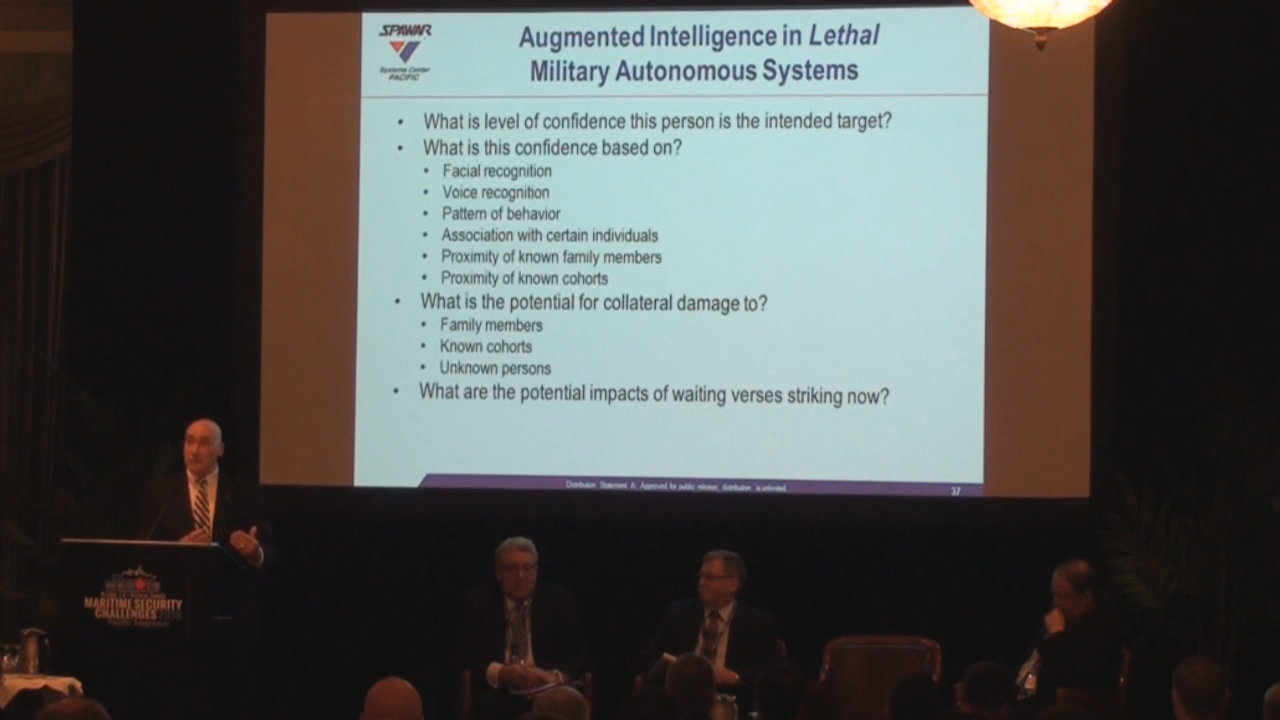 SPAWAR
Systems Center
PACIFIC
Augmented Intelligence in Lethal
Military Autonomous Systems
• What is level of confidence this person is the intended target?
• What is this confidence based on?
• Facial recognition
• Voice recognition
• Pattern of behavior
• Association with certain individuals
• Proximity of known family members
• Proximity of known cohorts
• What is the potential for collateral damage to?
• Family members
• Known cohorts
• Unknown persons
• What are the potential impacts of waiting verses striking now?
Distribution Statement A: Approved for public release, distribution is unlimited.
37
MARITIME SECURITY
CHALLENGES